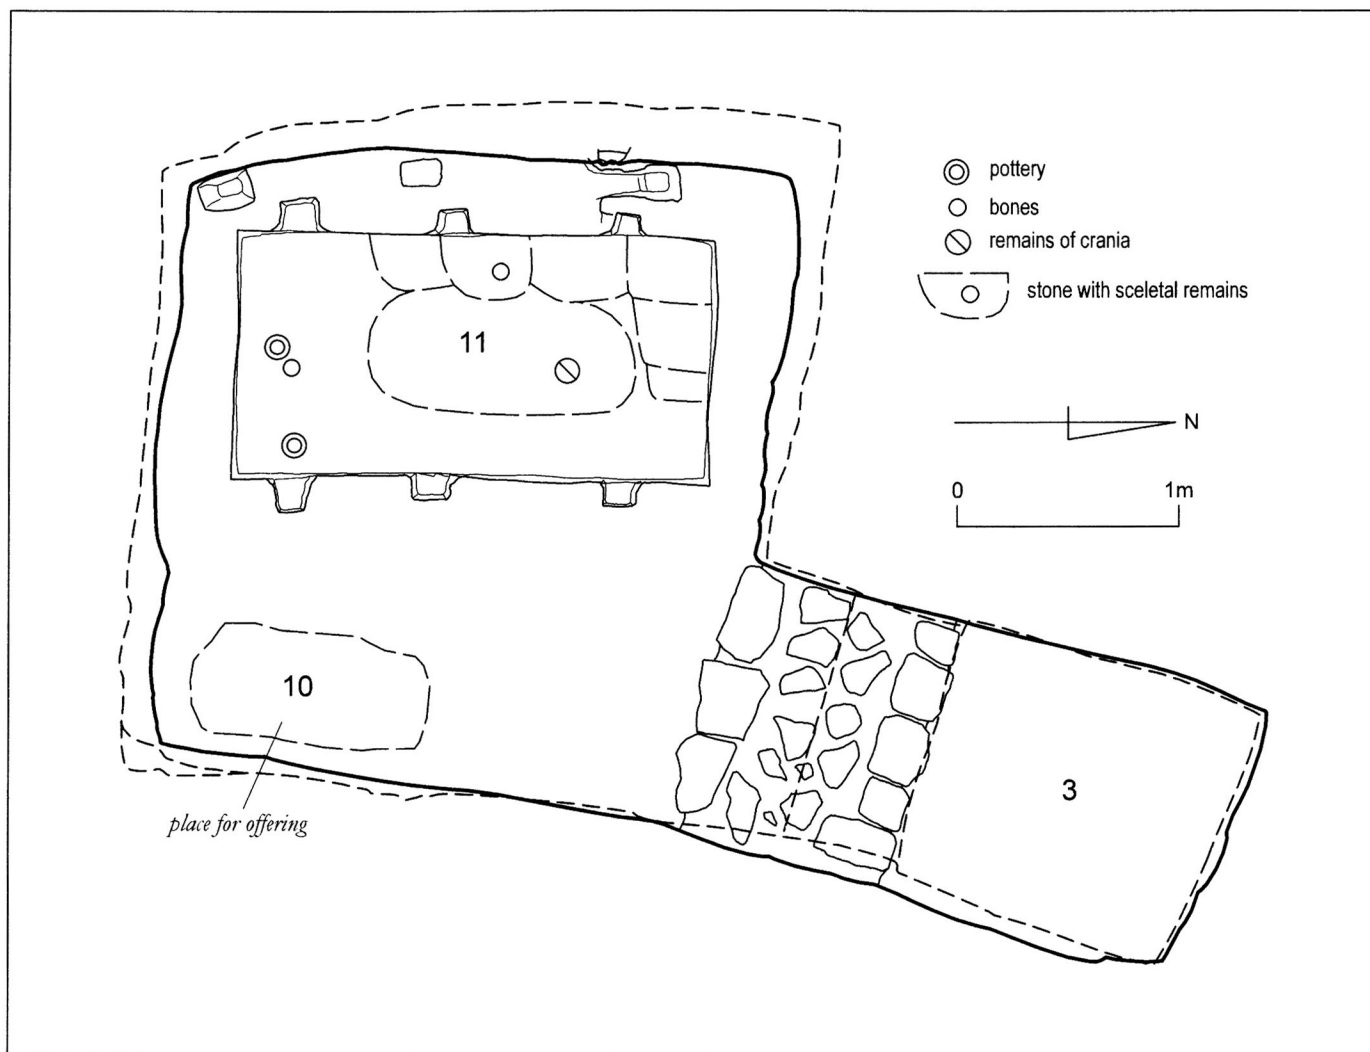 pottery
bones
remains of crania
stone with sceletal remains
11
N
0 1m
10
3
place for offering